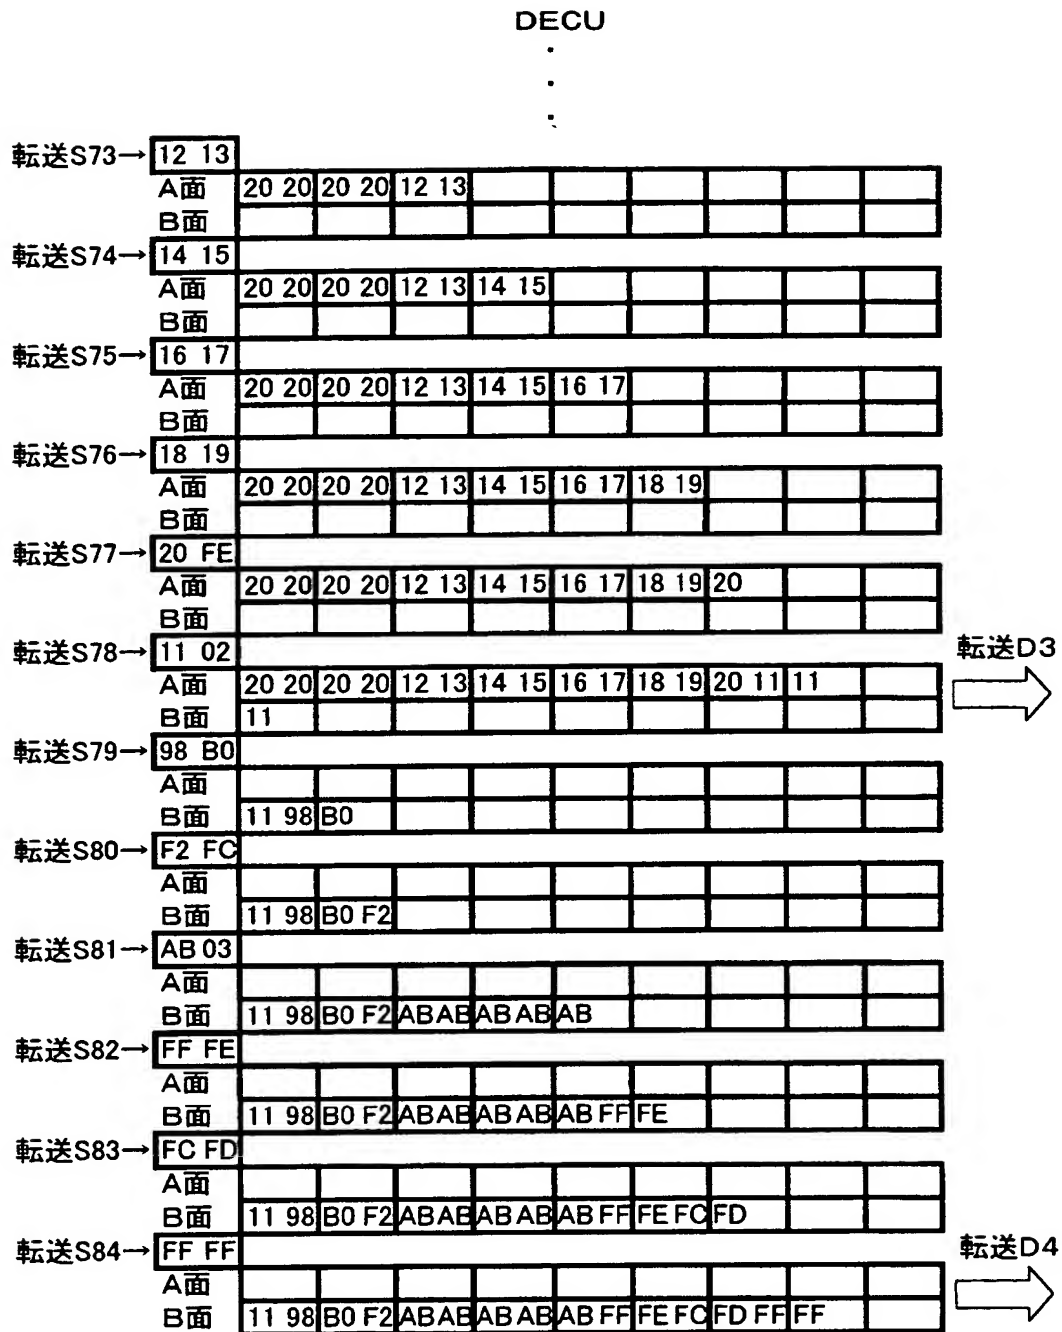 DECU
転送S73→ 12 13
A面 20 20 20 20 12 13
B面
転送S74→ 14 15
A面 20 20 20 20 12 13 14 15
B面
転送S75→ 16 17
A面 20 20 20 20 12 13 14 15 16 17
B面
転送S76→ 18 19
A面 20 20 20 20 12 13 14 15 16 17 18 19
B面
転送S77→ 20 FE
A面 20 20 20 20 12 13 14 15 16 17 18 19 20
B面
転送S78→ 11 02 転送D3
A面 20 20 20 20 12 13 14 15 16 17 18 19 20 11 11
B面 11
転送S79→ 98 B0
A面
B面 11 98 B0
転送S80→ F2 FC
A面
B面 11 98 B0 F2
転送S81→ AB 03
A面
B面 11 98 B0 F2 AB AB AB AB AB
転送S82→ FF FE
A面
B面 11 98 B0 F2 AB AB AB AB AB FF FE
転送S83→ FC FD
A面
B面 11 98 B0 F2 AB AB AB AB AB FF FE FC FD
転送S84→ FF FF 転送D4
A面
B面 11 98 B0 F2 AB AB AB AB AB FF FE FC FD FF FF